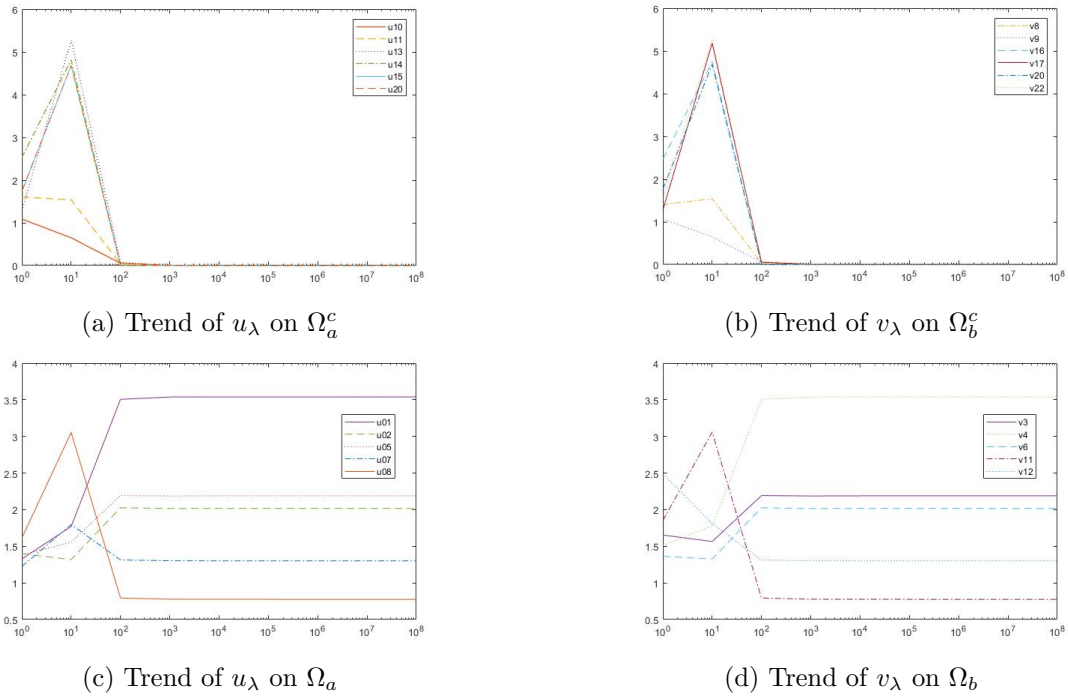 6
5
4
3
2
1
0
10^0 10^1 10^2 10^3 10^4 10^5 10^6 10^7 10^8
u10
u11
u13
u14
u15
u20
(a) Trend of u_λ on Ω_a^c
6
5
4
3
2
1
0
10^0 10^1 10^2 10^3 10^4 10^5 10^6 10^7 10^8
v8
v9
v16
v17
v20
v22
(b) Trend of v_λ on Ω_b^c
4
3.5
3
2.5
2
1.5
1
0.5
10^0 10^1 10^2 10^3 10^4 10^5 10^6 10^7 10^8
u01
u02
u05
u07
u08
(c) Trend of u_λ on Ω_a
4
3.5
3
2.5
2
1.5
1
0.5
10^0 10^1 10^2 10^3 10^4 10^5 10^6 10^7 10^8
v3
v4
v6
v11
v12
(d) Trend of v_λ on Ω_b